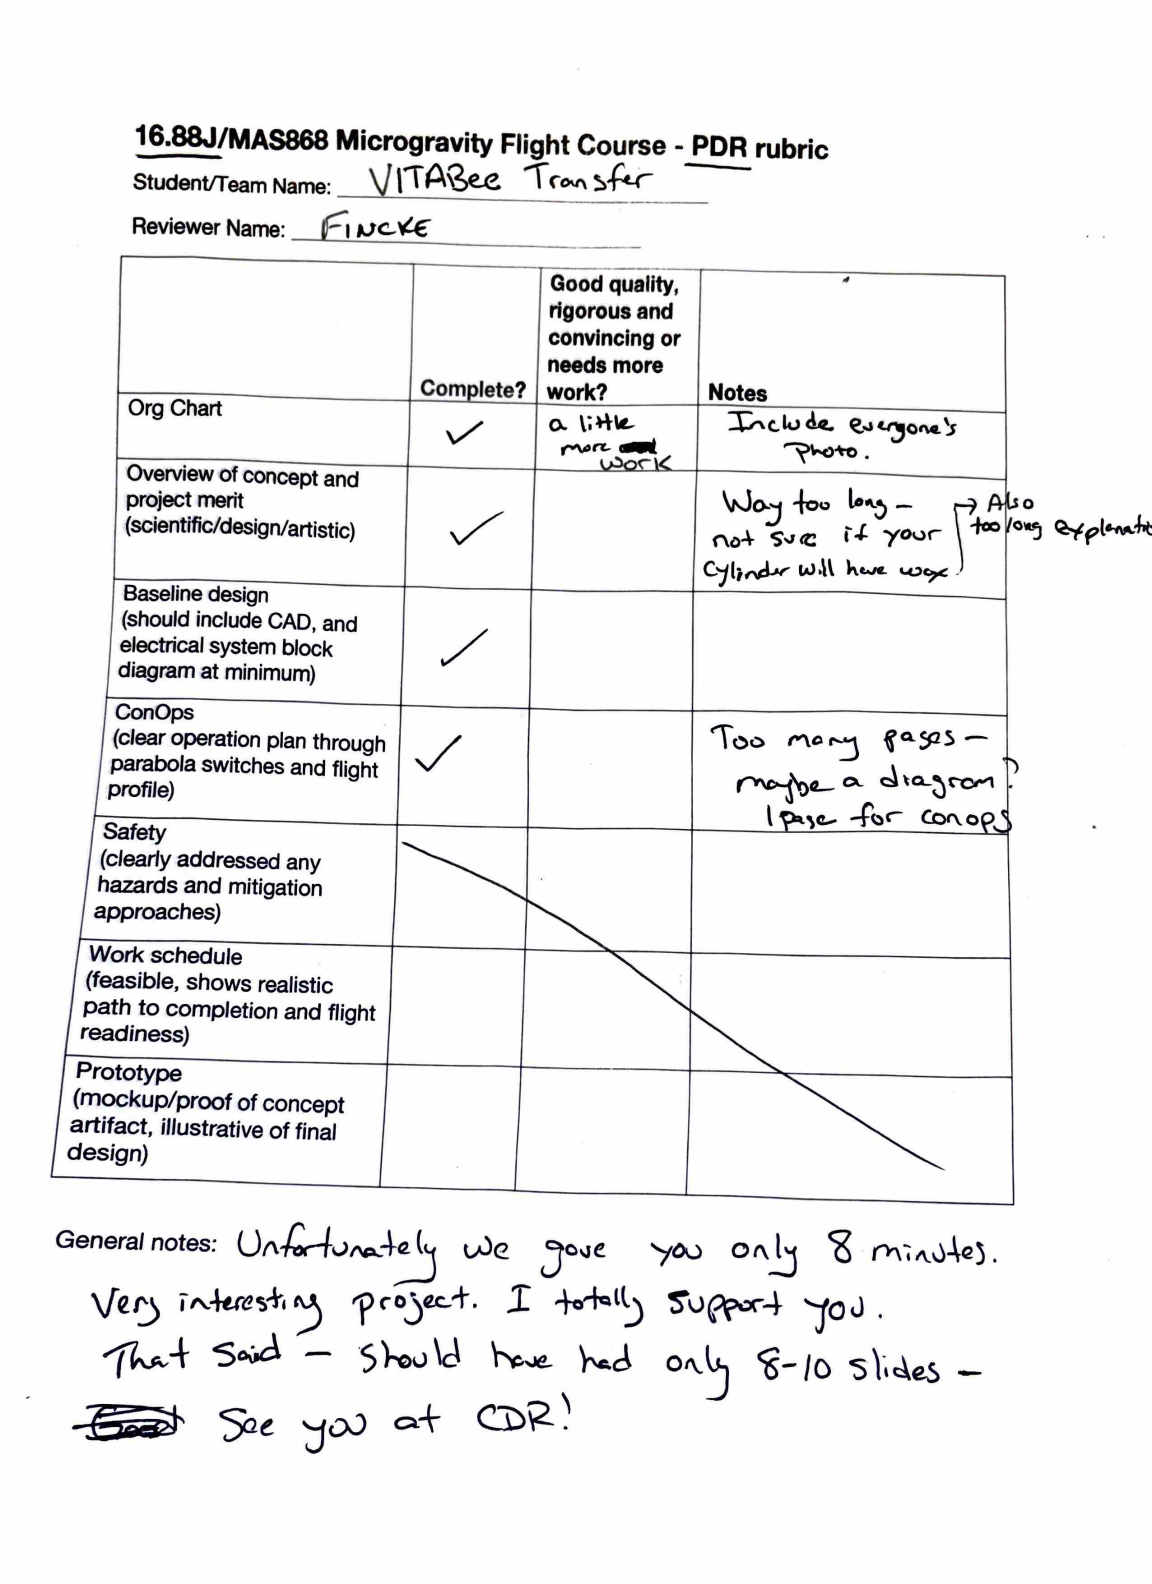 16.88J/MAS868 Microgravity Flight Course - PDR rubric
Student/Team Name: VITABee Transfer
Reviewer Name: FINCKE
Good quality,
rigorous and
convincing or
needs more
Complete? work? Notes
Org Chart
✓
a little
more
work
Include everyone's
Photo.
Overview of concept and
project merit
(scientific/design/artistic)
✓
Way too long –
not sure if your
cylinder will have wax
→ Also
too long explanatio
Baseline design
(should include CAD, and
electrical system block
diagram at minimum)
✓
ConOps
(clear operation plan through
parabola switches and flight
profile)
✓
Too many pages –
maybe a diagram?
1 page for conops
Safety
(clearly addressed any
hazards and mitigation
approaches)
Work schedule
(feasible, shows realistic
path to completion and flight
readiness)
Prototype
(mockup/proof of concept
artifact, illustrative of final
design)
General notes: Unfortunately we gave you only 8 minutes.
Very interesting project. I totally support you.
That said – should have had only 8-10 slides –
See you at CDR!